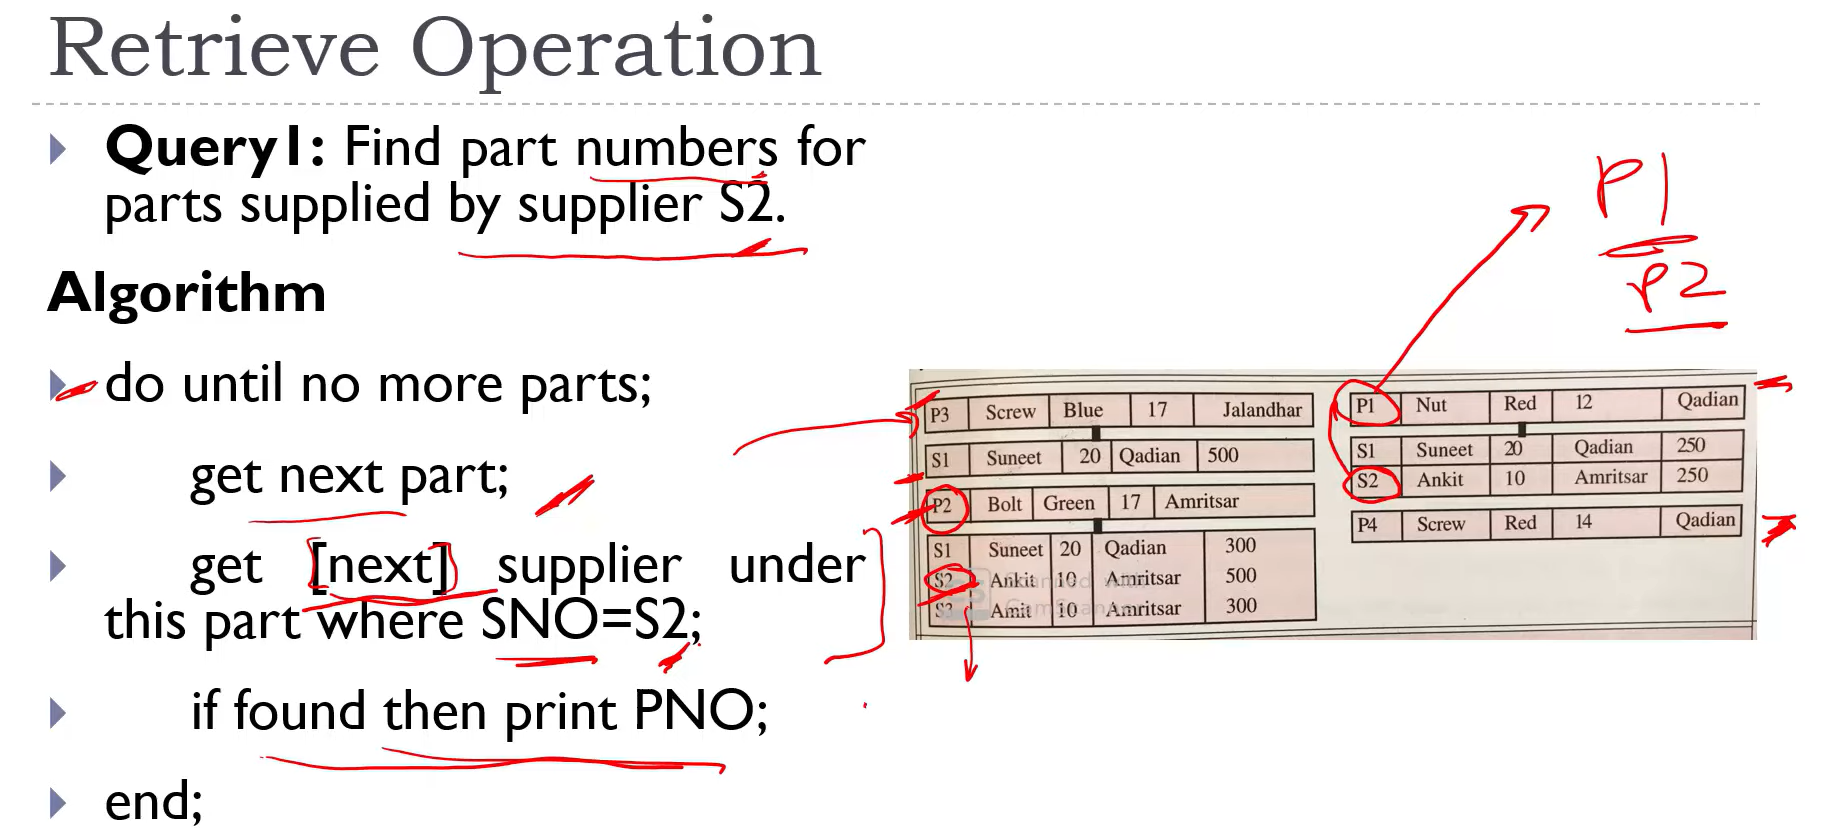 Retrieve Operation
Query1: Find part numbers for
parts supplied by supplier S2.
Algorithm
do until no more parts;
get next part;
get [next] supplier under
this part where SNO=S2;
if found then print PNO;
end;
P1
P2
P3 Screw Blue 17 Jalandhar
S1 Suneet 20 Qadian 500
P2 Bolt Green 17 Amritsar
S1 Suneet 20 Qadian 300
S2 Ankit 10 Amritsar 500
S3 Amit 10 Amritsar 300
P1 Nut Red 12 Qadian
S1 Suneet 20 Qadian 250
S2 Ankit 10 Amritsar 250
P4 Screw Red 14 Qadian
CS Scanned with
CamScanner